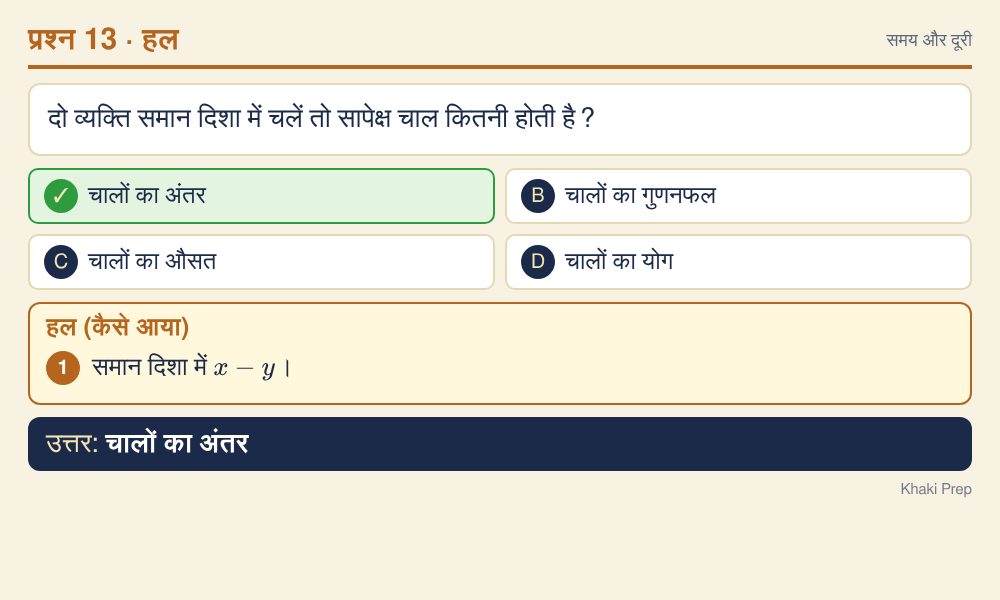 प्रश्न 13 · हल
समय और दूरी
दो व्यक्ति समान दिशा में चलें तो सापेक्ष चाल कितनी होती है ?
✓ चालों का अंतर
B चालों का गुणनफल
C चालों का औसत
D चालों का योग
हल (कैसे आया)
1 समान दिशा में x − y ।
उत्तर: चालों का अंतर
Khaki Prep